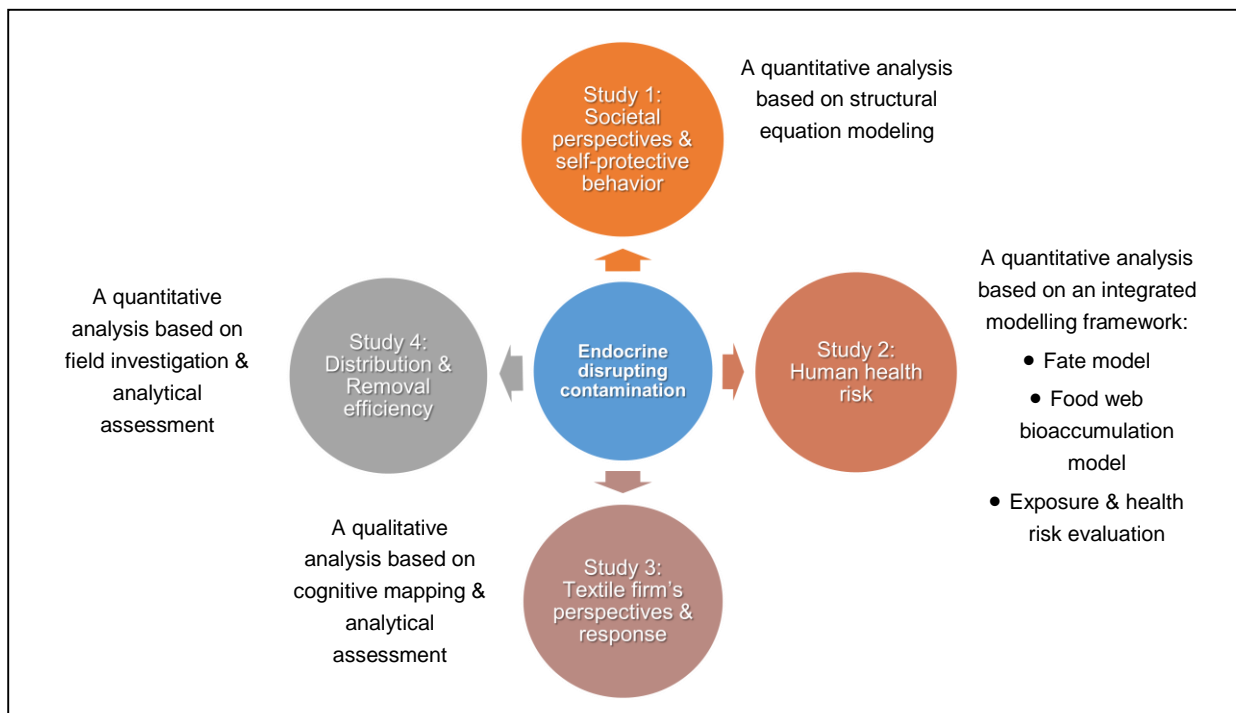 Study 1:
Societal
perspectives &
self-protective
behavior
A quantitative analysis
based on structural
equation modeling
A quantitative
analysis based on
field investigation &
analytical
assessment
Study 4:
Distribution &
Removal
efficiency
Endocrine
disrupting
contamination
Study 2:
Human health
risk
A quantitative analysis
based on an integrated
modelling framework:
● Fate model
● Food web
bioaccumulation
model
● Exposure & health
risk evaluation
A qualitative
analysis based on
cognitive mapping &
analytical
assessment
Study 3:
Textile firm's
perspectives &
response